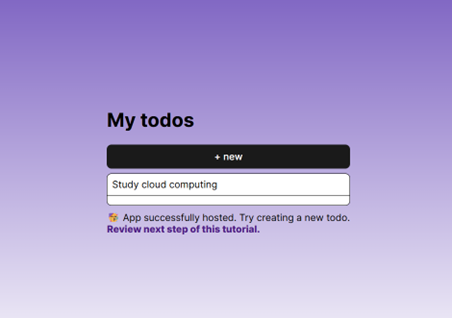 My todos
+ new
Study cloud computing
🥳 App successfully hosted. Try creating a new todo.
Review next step of this tutorial.